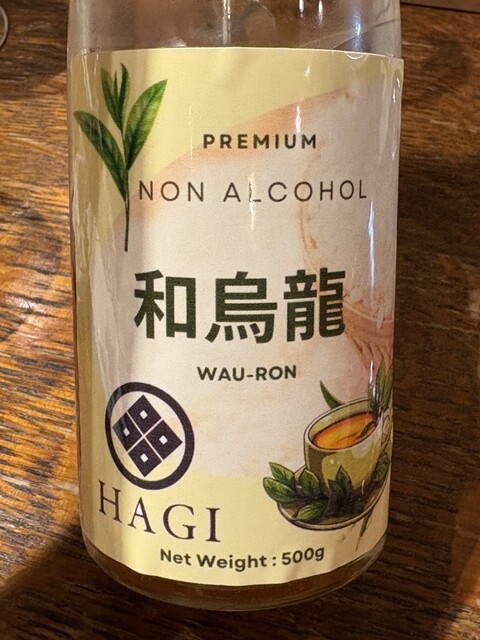 PREMIUM
NON ALCOHOL
和烏龍
WAU-RON
HAGI
Net Weight : 500g